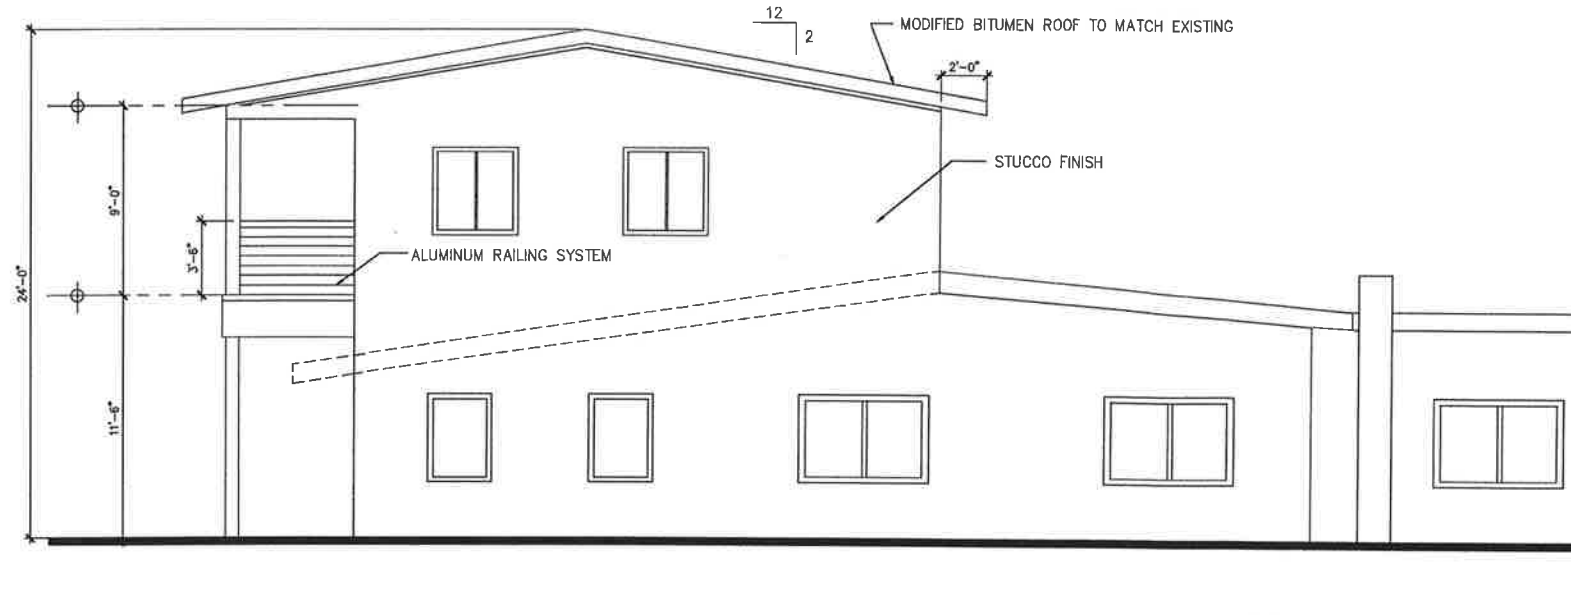 12
2
MODIFIED BITUMEN ROOF TO MATCH EXISTING
2'-0"
STUCCO FINISH
9'-0"
3'-6"
ALUMINUM RAILING SYSTEM
24'-0"
11'-6"